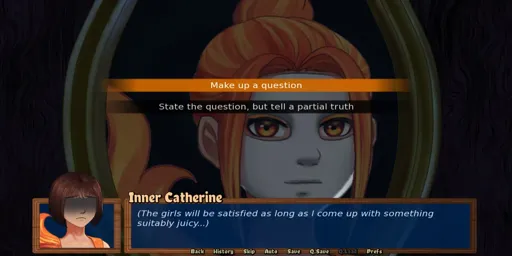 Make up a question
State the question, but tell a partial truth
Inner Catherine
(The girls will be satisfied as long as I come up with something
suitably juicy...)
Back History Skip Auto Save Q.Save Q.Load Prefs